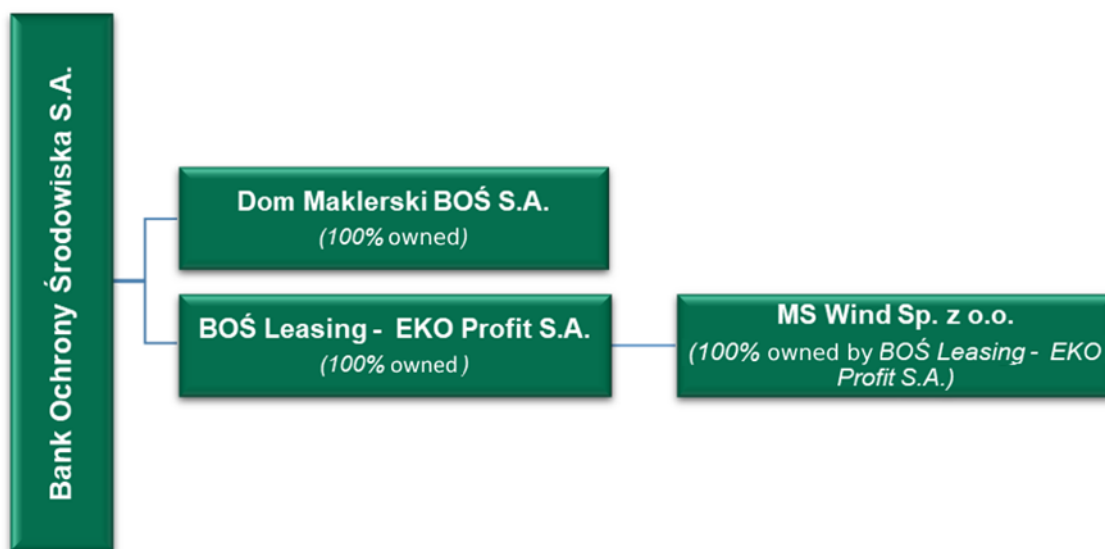 Bank Ochrony Środowiska S.A.
Dom Maklerski BOŚ S.A.
(100% owned)
BOŚ Leasing - EKO Profit S.A.
(100% owned )
MS Wind Sp. z o.o.
(100% owned by BOŚ Leasing - EKO
Profit S.A.)